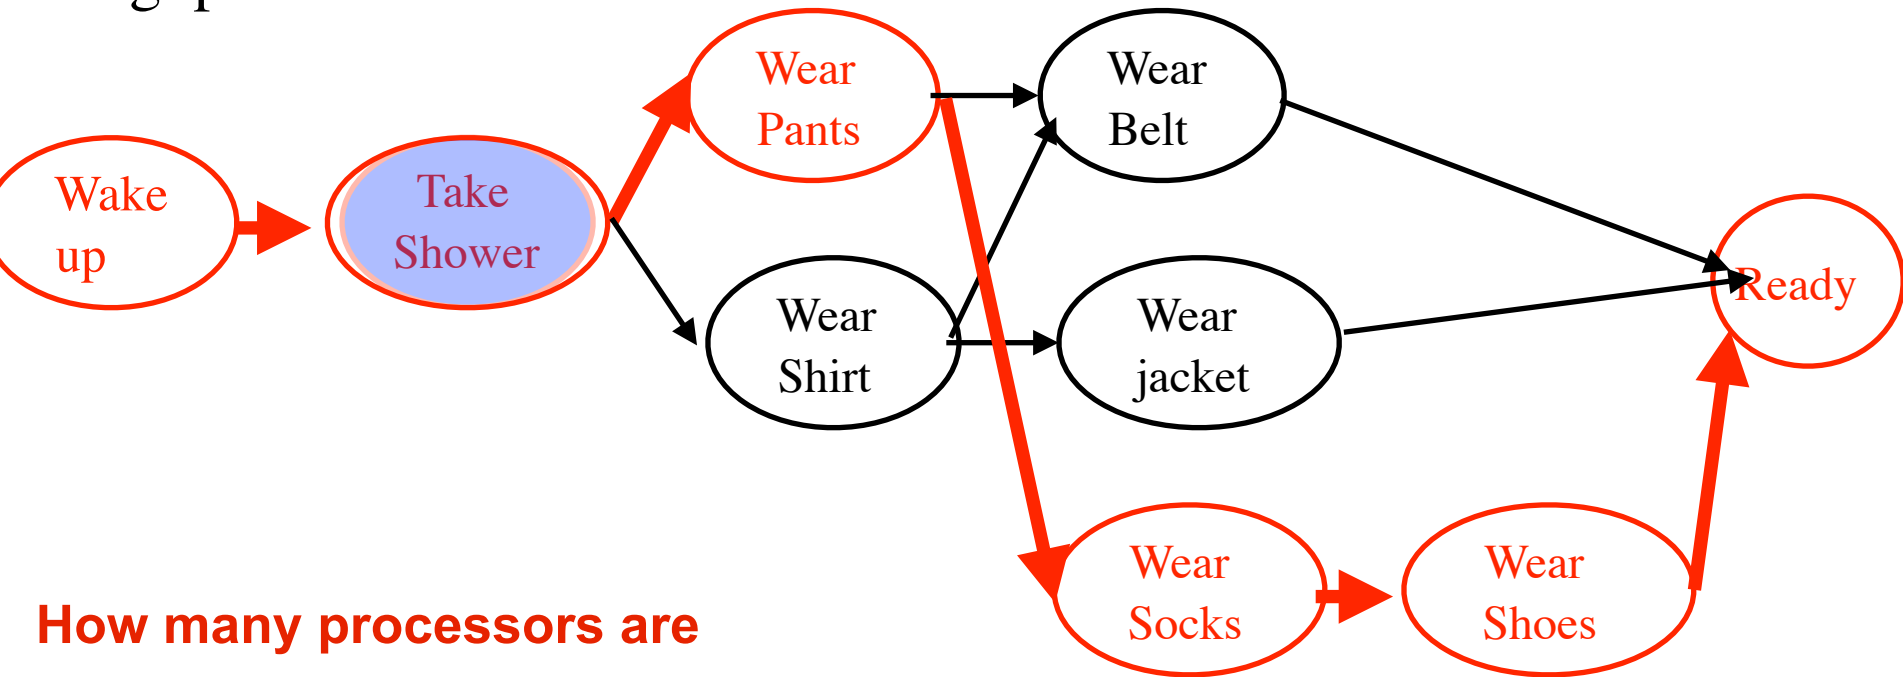 Wear
Pants
Wear
Belt
Wake
up
Take
Shower
Wear
Shirt
Wear
jacket
Ready
Wear
Socks
Wear
Shoes
How many processors are